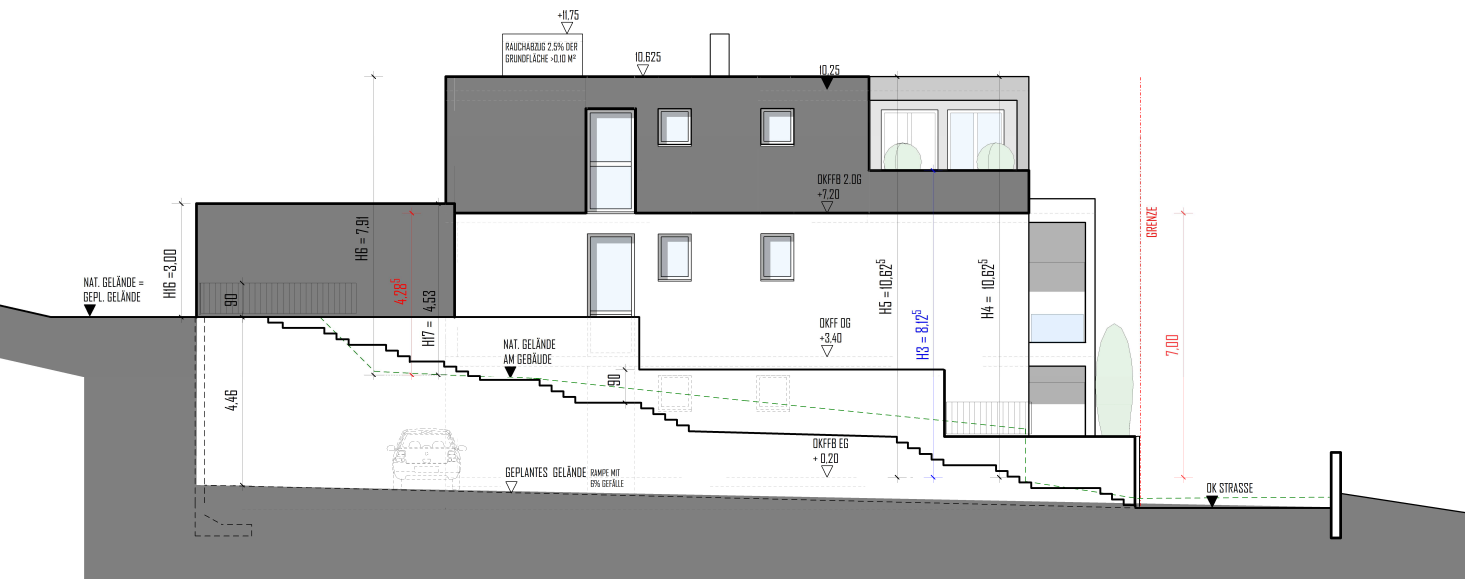 +11.75
RAUCHABZUG 2,5% DER
GRUNDFLÄCHE >0,10 M²
10.625
10.25
OKFFB 2.OG
+7,20
GRENZE
H6 = 7,91
H16 =3,00
NAT. GELÄNDE =
GEPL. GELÄNDE
90
4,28⁵
H17 = 4,53
H5 = 10,62⁵
H3 = 8,12⁵
H4 = 10,62⁵
7,00
OKFF OG
+3.40
NAT. GELÄNDE
AM GEBÄUDE
90
4,46
OKFFB EG
+ 0,20
GEPLANTES GELÄNDE RAMPE MIT
6% GEFÄLLE
OK STRASSE